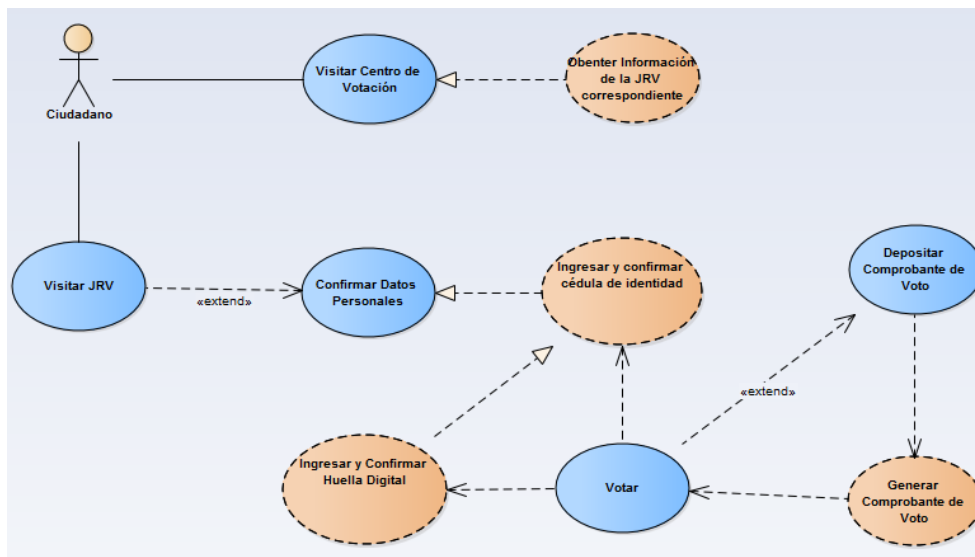 Ciudadano
Visitar Centro de
Votación
Obenter Información
de la JRV
correspondiente
Visitar JRV
«extend»
Confirmar Datos
Personales
Ingresar y confirmar
cédula de identidad
Depositar
Comprobante de
Voto
«extend»
Ingresar y Confirmar
Huella Digital
Votar
Generar
Comprobante de
Voto